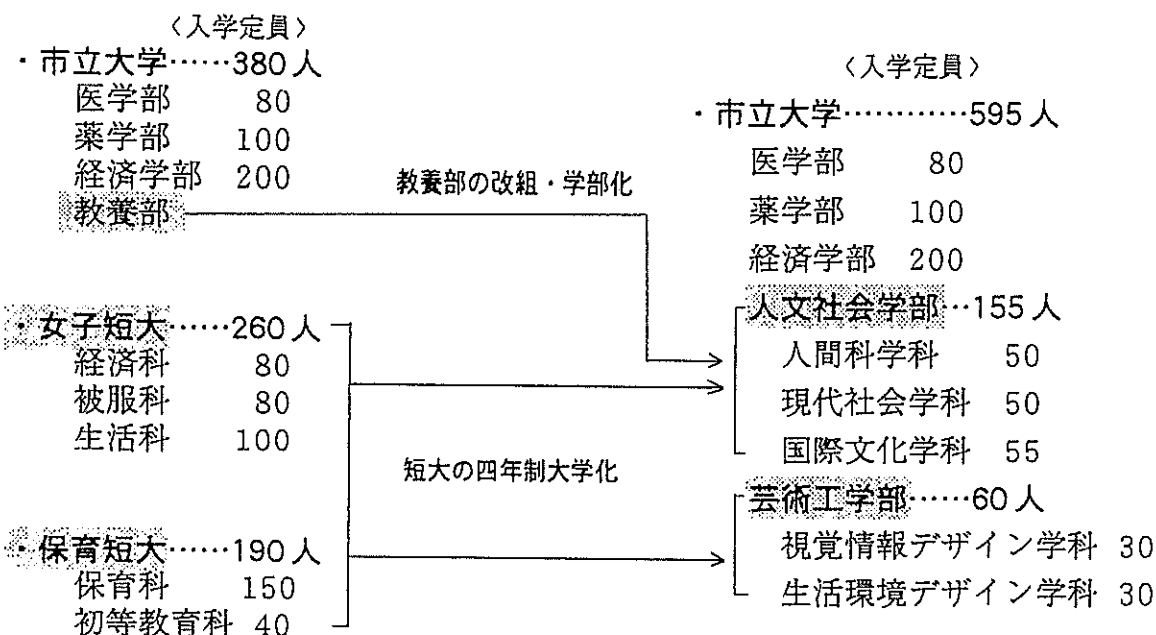 〈入学定員〉
・市立大学……380人
医学部 80
薬学部 100
経済学部 200
教養部
・女子短大……260人
経済科 80
被服科 80
生活科 100
・保育短大……190人
保育科 150
初等教育科 40
教養部の改組・学部化
短大の四年制大学化
〈入学定員〉
・市立大学…………595人
医学部 80
薬学部 100
経済学部 200
人文社会学部…155人
人間科学科 50
現代社会学科 50
国際文化学科 55
芸術工学部……60人
視覚情報デザイン学科 30
生活環境デザイン学科 30